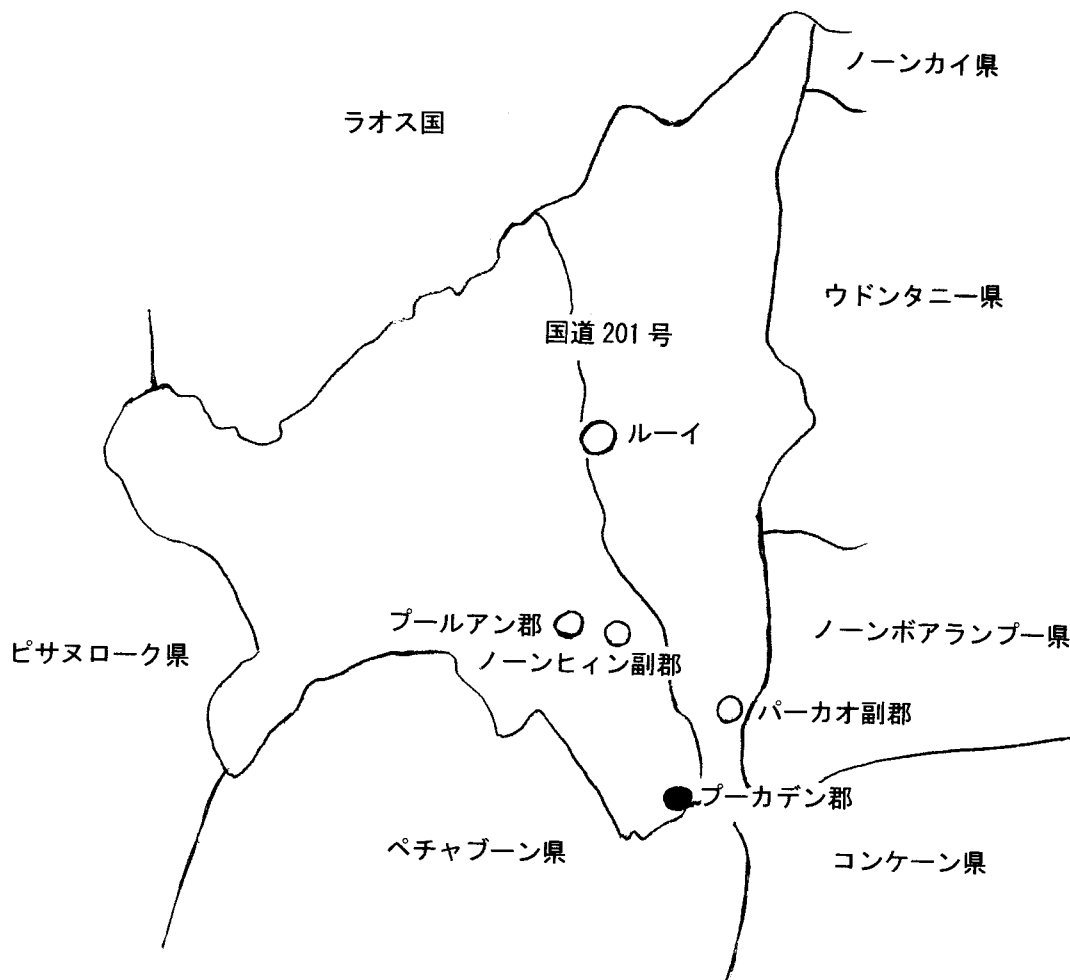 ノーンカイ県
ラオス国
ウドンタニー県
国道 201 号
ルーイ
プールアン郡
ノーンヒィン副郡
ノーンボアランプー県
ピサヌローク県
パーカオ副郡
プーカデン郡
ペチャブーン県
コンケーン県